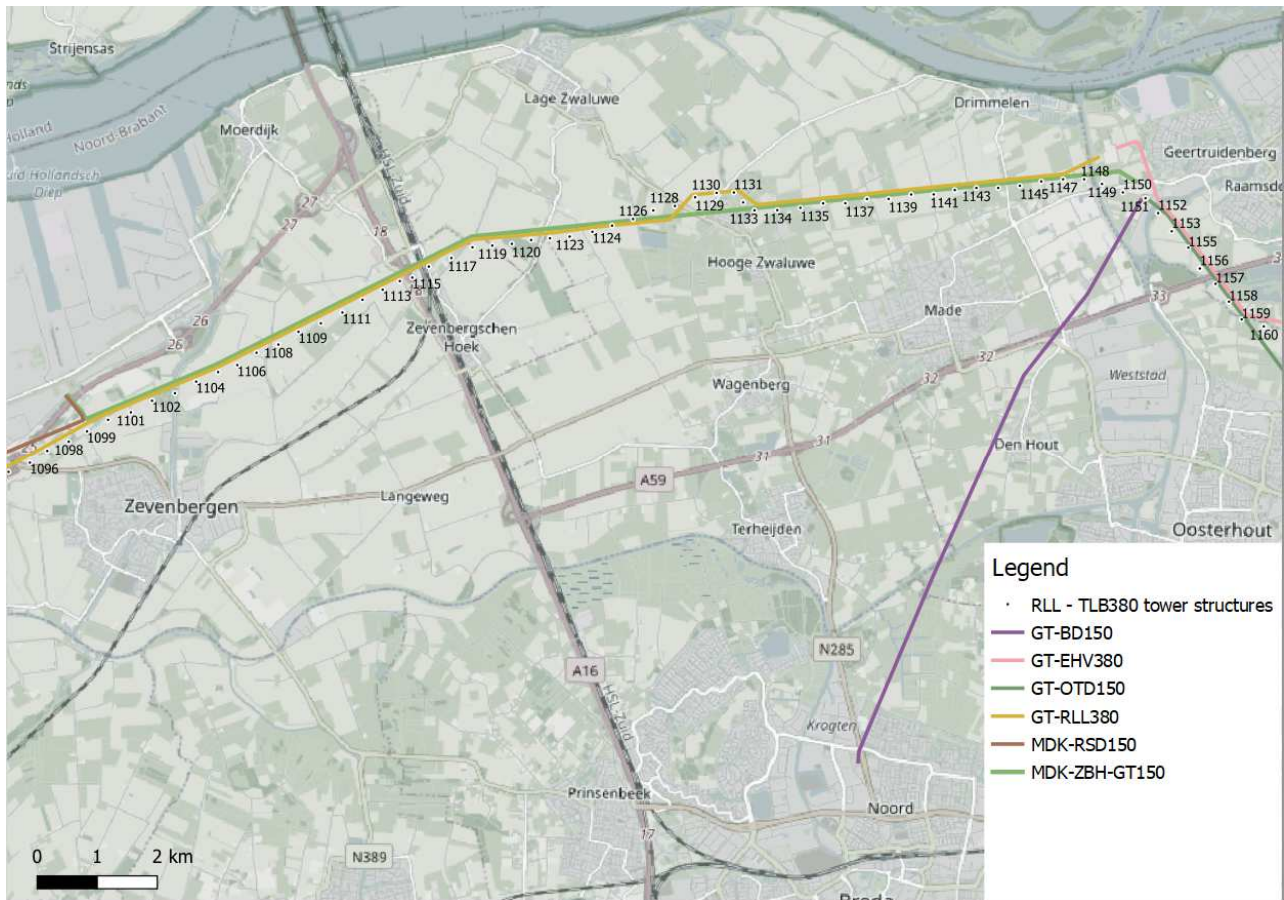 Strijensas
Holland
Noord-Brabant
uid Hollandsch
Diep
Moerdijk
Lage Zwaluwe
Drimmelen
Geertruidenberg
Raamsdo
HSL Zuid
27
27
18
26
26
1130
1131
1128
1129
1126
1124
1123
1120
1119
1117
1115
1113
1111
1109
1108
1106
1104
1102
1101
1099
1098
1096
1133
1134
1135
1137
1139
1141
1143
1145
1147
1148
1149
1150
1151
1152
1153
1155
1156
1157
1158
1159
1160
33
3
Hooge Zwaluwe
Made
Zevenbergschen
Hoek
Wagenberg
32
32
Weststad
Den Hout
31
31
A59
Zevenbergen
Langeweg
Terheijden
Oosterhout
N285
A16
HSL Zuid
Krogten
Prinsenbeek
Noord
17
N389
Breda
0 1 2 km
Legend
RLL - TLB380 tower structures
GT-BD150
GT-EHV380
GT-OTD150
GT-RLL380
MDK-RSD150
MDK-ZBH-GT150